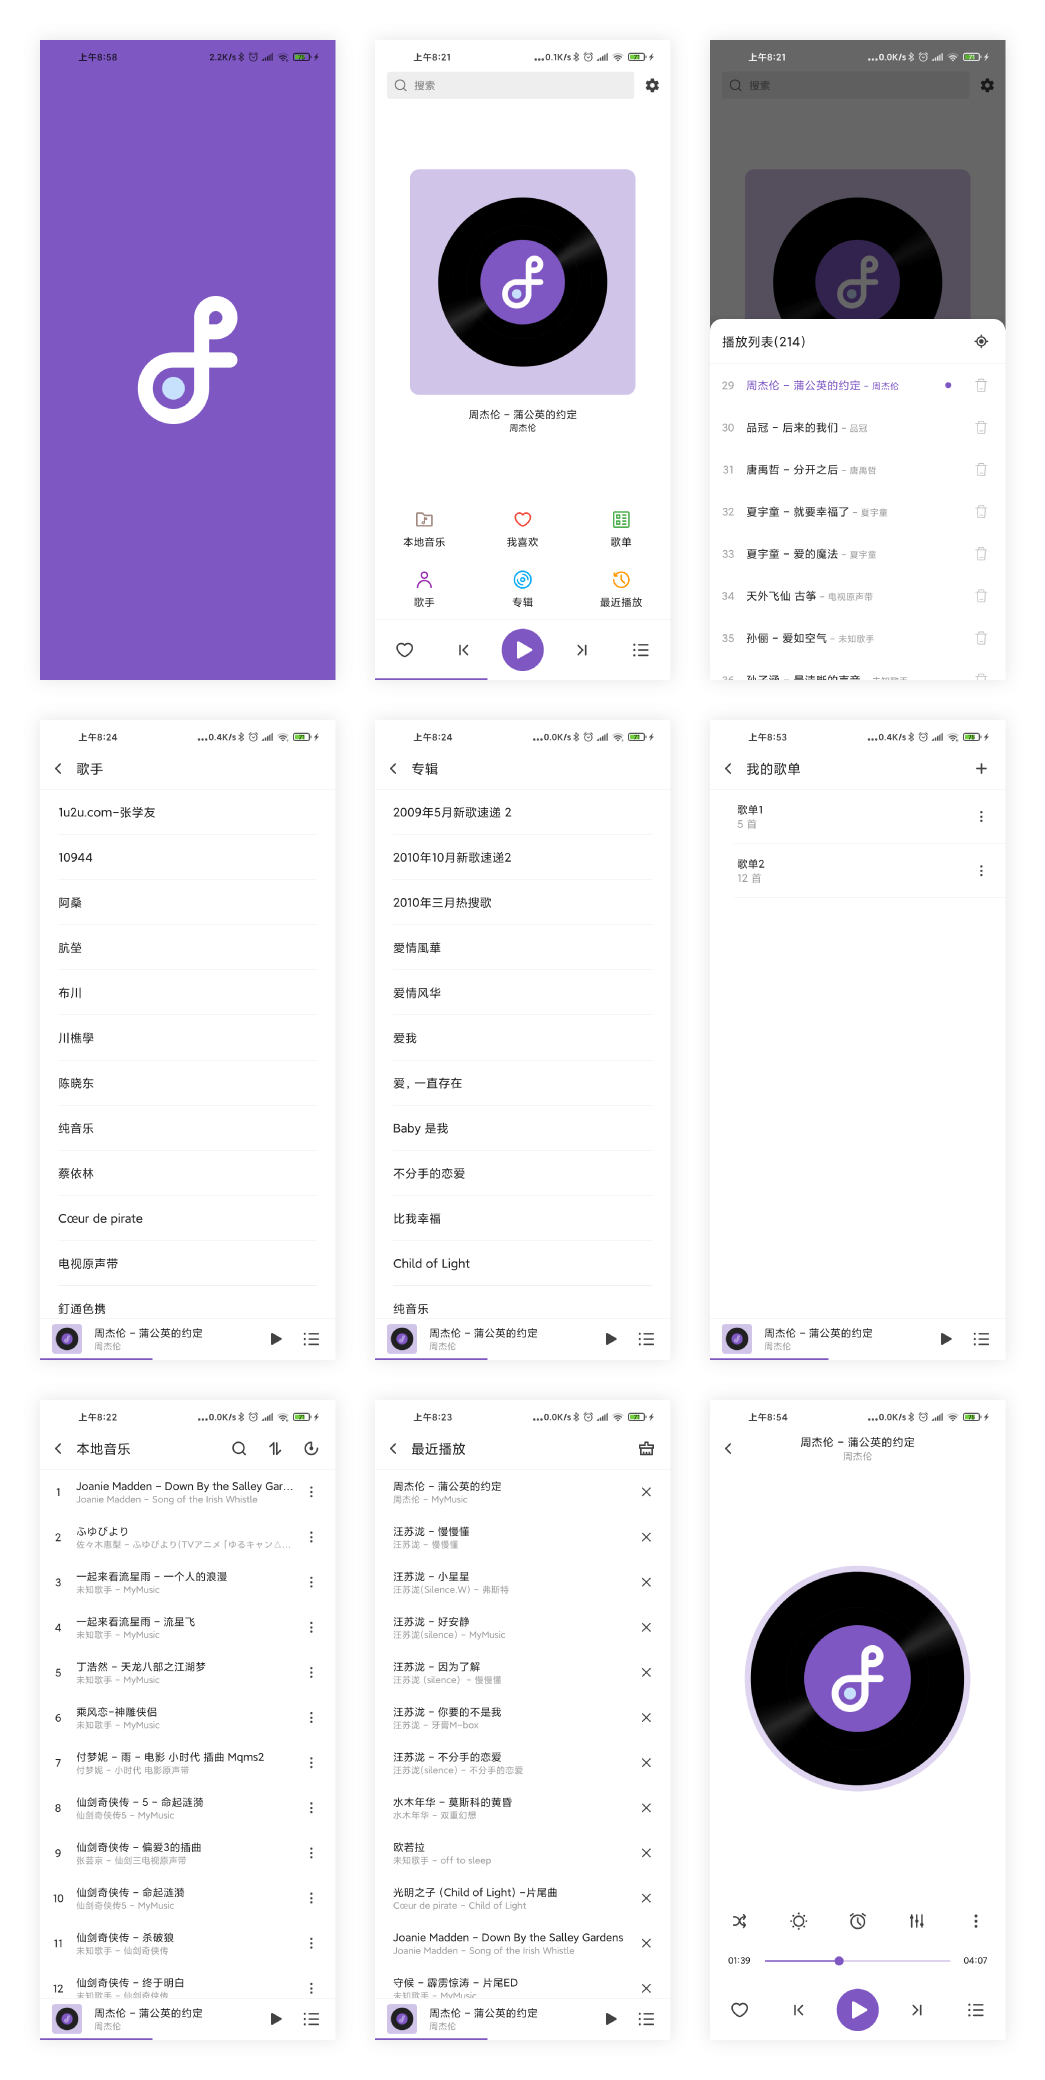 上午8:58
2.2K/s
上午8:21
...0.1K/s
搜索
周杰伦 - 蒲公英的约定
周杰伦
本地音乐
我喜欢
歌单
歌手
专辑
最近播放
上午8:21
...0.0K/s
搜索
播放列表(214)
29 周杰伦 - 蒲公英的约定 - 周杰伦
30 品冠 - 后来的我们 - 品冠
31 唐禹哲 - 分开之后 - 唐禹哲
32 夏宇童 - 就要幸福了 - 夏宇童
33 夏宇童 - 爱的魔法 - 夏宇童
34 天外飞仙 古筝 - 电视原声带
35 孙俪 - 爱如空气 - 未知歌手
上午8:24
...0.4K/s
歌手
1u2u.com-张学友
10944
阿桑
布川
川樵學
陈晓东
纯音乐
蔡依林
Cœur de pirate
电视原声带
釘通色携
周杰伦 - 蒲公英的约定
周杰伦
上午8:24
...0.0K/s
专辑
2009年5月新歌速递 2
2010年10月新歌速递2
2010年三月热搜歌
愛情風華
爱情风华
爱我
爱，一直存在
Baby 是我
不分手的恋爱
比我幸福
Child of Light
纯音乐
周杰伦 - 蒲公英的约定
周杰伦
上午8:53
...0.4K/s
我的歌单
歌单1
5 首
歌单2
12 首
周杰伦 - 蒲公英的约定
周杰伦
上午8:22
...0.0K/s
本地音乐
1 Joanie Madden - Down By the Salley Gar...
Joanie Madden - Song of the Irish Whistle
2 ふゆびより
佐々木恵梨 - ふゆびより(TVアニメ「ゆるキャン△...
3 一起来看流星雨 - 一个人的浪漫
未知歌手 - MyMusic
4 一起来看流星雨 - 流星飞
未知歌手 - MyMusic
5 丁浩然 - 天龙八部之江湖梦
未知歌手 - MyMusic
6 乘风恋-神雕侠侣
未知歌手 - MyMusic
7 付梦妮 - 雨 - 电影 小时代 插曲 Mqms2
付梦妮 - 小时代 电影原声带
8 仙剑奇侠传 - 5 - 命起涟漪
仙剑奇侠传5 - MyMusic
9 仙剑奇侠传 - 偏爱3的插曲
张芸京 - 仙剑三电视原声带
10 仙剑奇侠传 - 命起涟漪
仙剑奇侠传5 - MyMusic
11 仙剑奇侠传 - 杀破狼
未知歌手 - 仙剑奇侠传
12 仙剑奇侠传 - 终于明白
未知歌手 - 仙剑奇侠传
周杰伦 - 蒲公英的约定
周杰伦
上午8:23
...0.0K/s
最近播放
周杰伦 - 蒲公英的约定
周杰伦 - MyMusic
汪苏泷 - 慢慢懂
汪苏泷 - 慢慢懂
汪苏泷 - 小星星
汪苏泷(Silence.W) - 弗斯特
汪苏泷 - 好安静
汪苏泷(silence) - MyMusic
汪苏泷 - 因为了解
汪苏泷 (silence) - 慢慢懂
汪苏泷 - 你要的不是我
汪苏泷 - 牙膏M-box
汪苏泷 - 不分手的恋爱
汪苏泷(silence) - 不分手的恋爱
水木年华 - 莫斯科的黄昏
水木年华 - 双重幻想
欧若拉
未知歌手 - off to sleep
光明之子 (Child of Light) -片尾曲
Cœur de pirate - Child of Light
Joanie Madden - Down By the Salley Gardens
Joanie Madden - Song of the Irish Whistle
守候 - 霹雳惊涛 - 片尾ED
未知歌手 - MyMusic
周杰伦 - 蒲公英的约定
周杰伦
上午8:54
...0.0K/s
周杰伦 - 蒲公英的约定
周杰伦
01:39
04:07